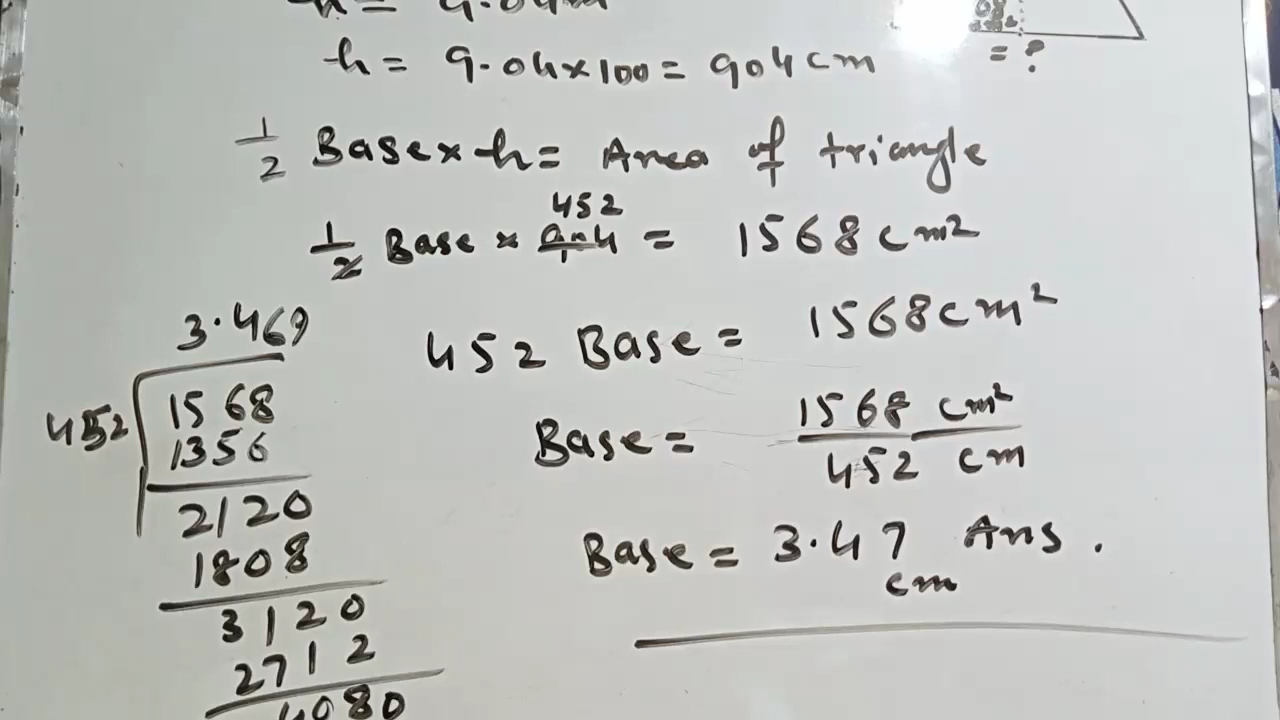 h = 9.04m
= ?
h = 9.04 x 100 = 904 cm
1/2 Base x h = Area of triangle
452
1/2 Base x 904 = 1568 cm²
452 Base = 1568 cm²
Base = 1568 cm² / 452 cm
Base = 3.47 cm Ans.
3.469
452 1568
1356
2120
1808
3120
2712
4080